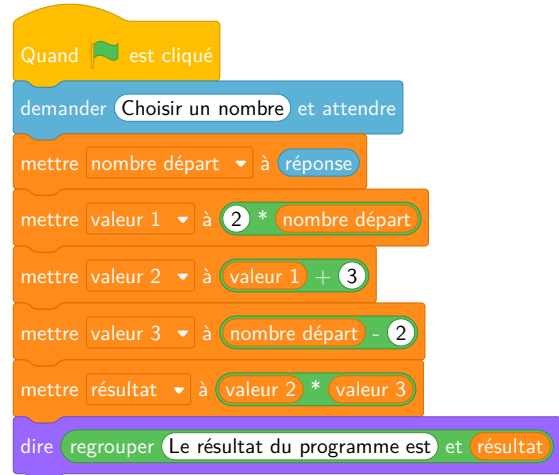 Quand est cliqué
demander Choisir un nombre et attendre
mettre nombre départ à réponse
mettre valeur 1 à 2 * nombre départ
mettre valeur 2 à valeur 1 + 3
mettre valeur 3 à nombre départ - 2
mettre résultat à valeur 2 * valeur 3
dire regrouper Le résultat du programme est et résultat